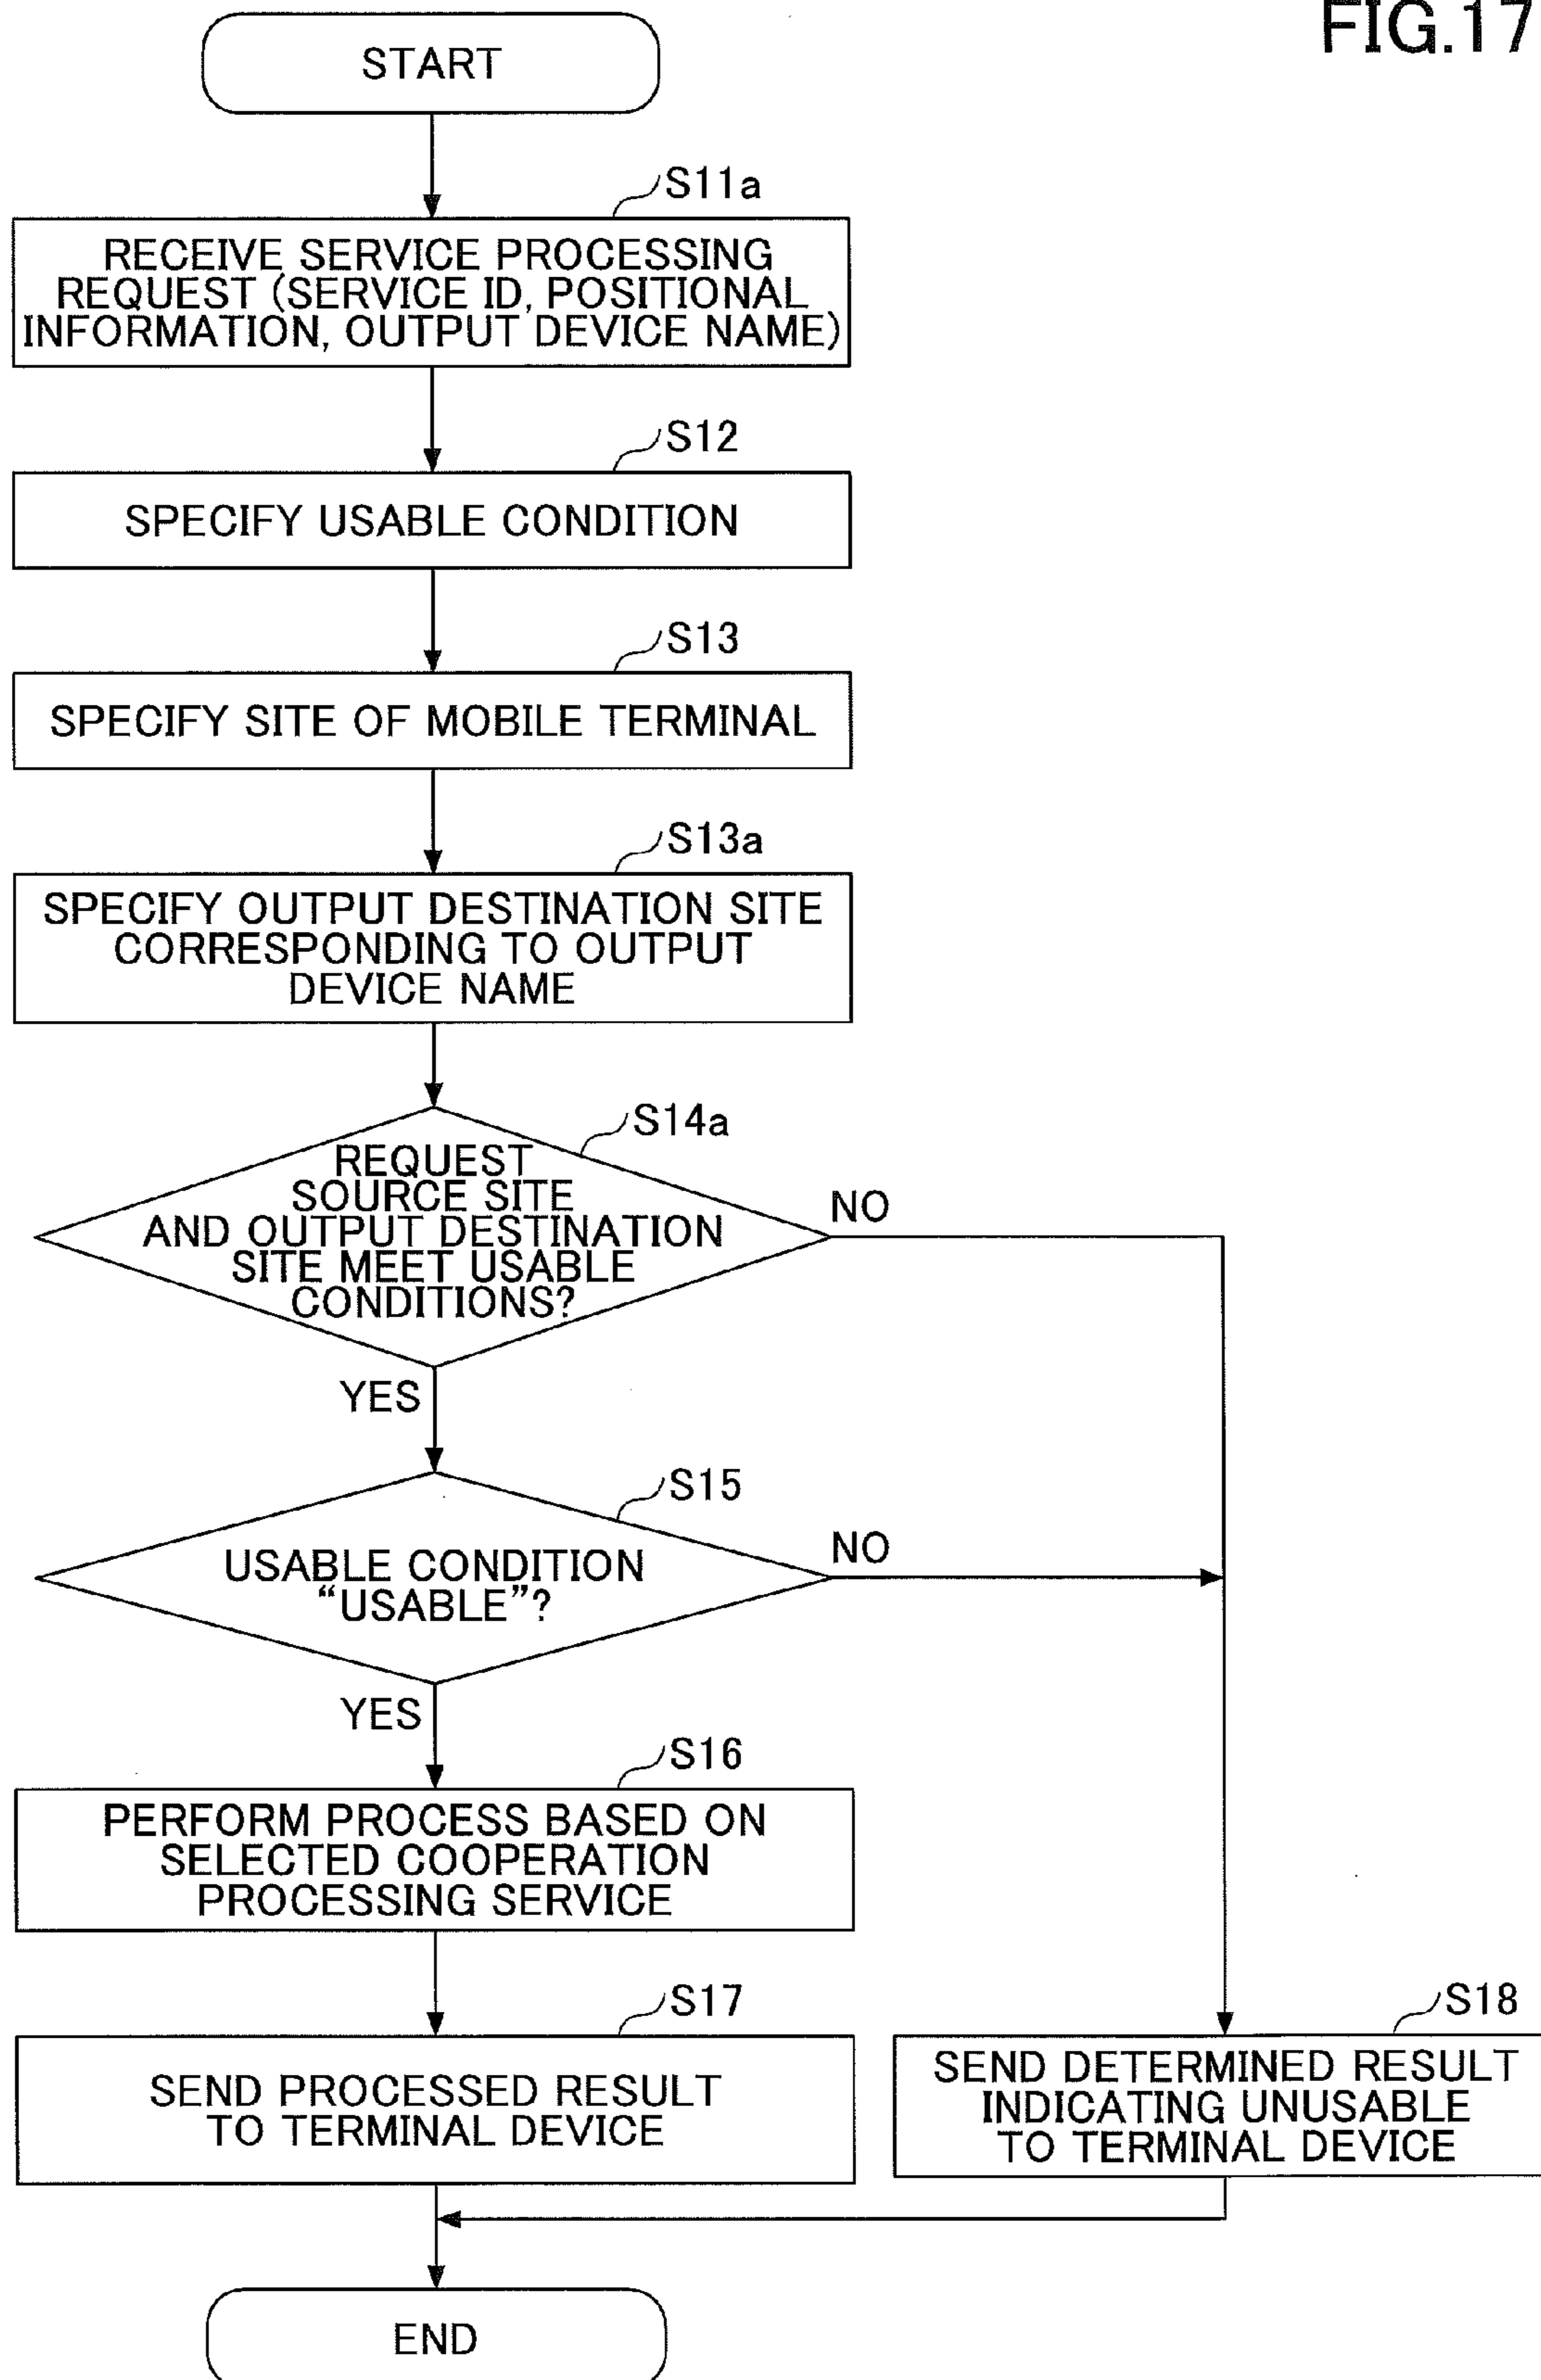 FIG.17
START
S11a
RECEIVE SERVICE PROCESSING
REQUEST (SERVICE ID, POSITIONAL
INFORMATION, OUTPUT DEVICE NAME)
S12
SPECIFY USABLE CONDITION
S13
SPECIFY SITE OF MOBILE TERMINAL
S13a
SPECIFY OUTPUT DESTINATION SITE
CORRESPONDING TO OUTPUT
DEVICE NAME
S14a
REQUEST
SOURCE SITE
AND OUTPUT DESTINATION
SITE MEET USABLE
CONDITIONS?
NO
YES
S15
USABLE CONDITION
“USABLE”?
NO
YES
S16
PERFORM PROCESS BASED ON
SELECTED COOPERATION
PROCESSING SERVICE
S17
SEND PROCESSED RESULT
TO TERMINAL DEVICE
S18
SEND DETERMINED RESULT
INDICATING UNUSABLE
TO TERMINAL DEVICE
END